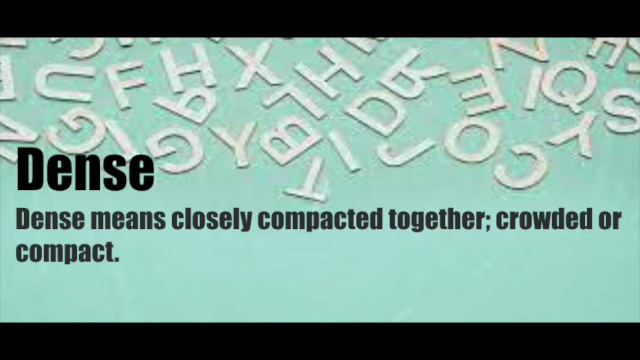 Dense
Dense means closely compacted together; crowded or
compact.